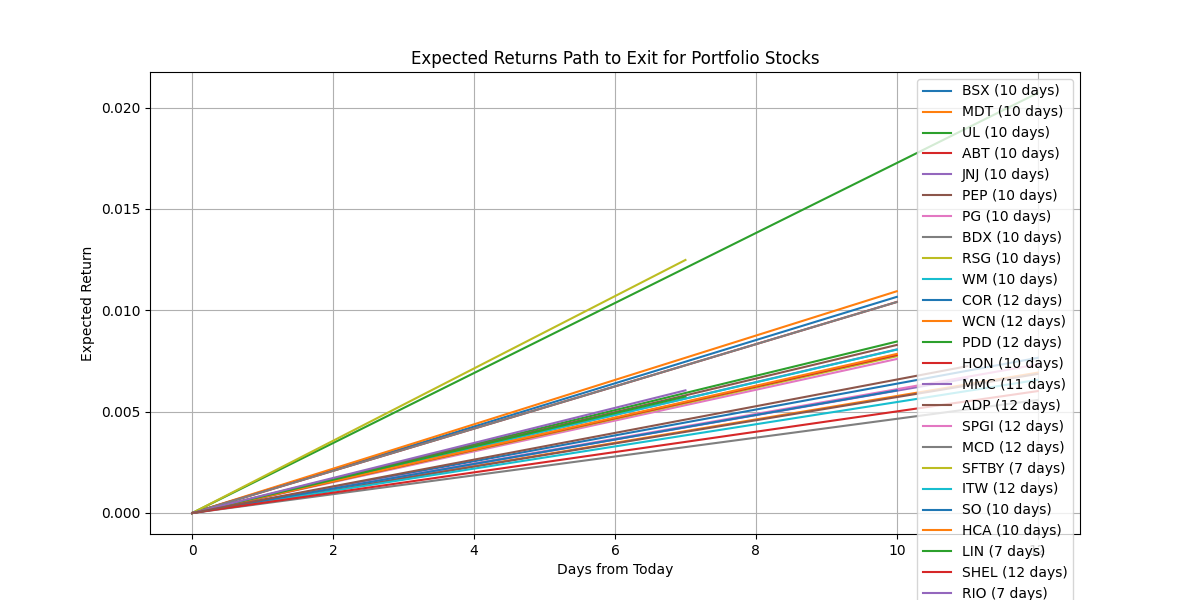 Expected Returns Path to Exit for Portfolio Stocks
Expected Return
0.020
0.015
0.010
0.005
0.000
0
2
4
6
8
10
Days from Today
BSX (10 days)
MDT (10 days)
UL (10 days)
ABT (10 days)
JNJ (10 days)
PEP (10 days)
PG (10 days)
BDX (10 days)
RSG (10 days)
WM (10 days)
COR (12 days)
WCN (12 days)
PDD (12 days)
HON (10 days)
MMC (11 days)
ADP (12 days)
SPGI (12 days)
MCD (12 days)
SFTBY (7 days)
ITW (12 days)
SO (10 days)
HCA (10 days)
LIN (7 days)
SHEL (12 days)
RIO (7 days)